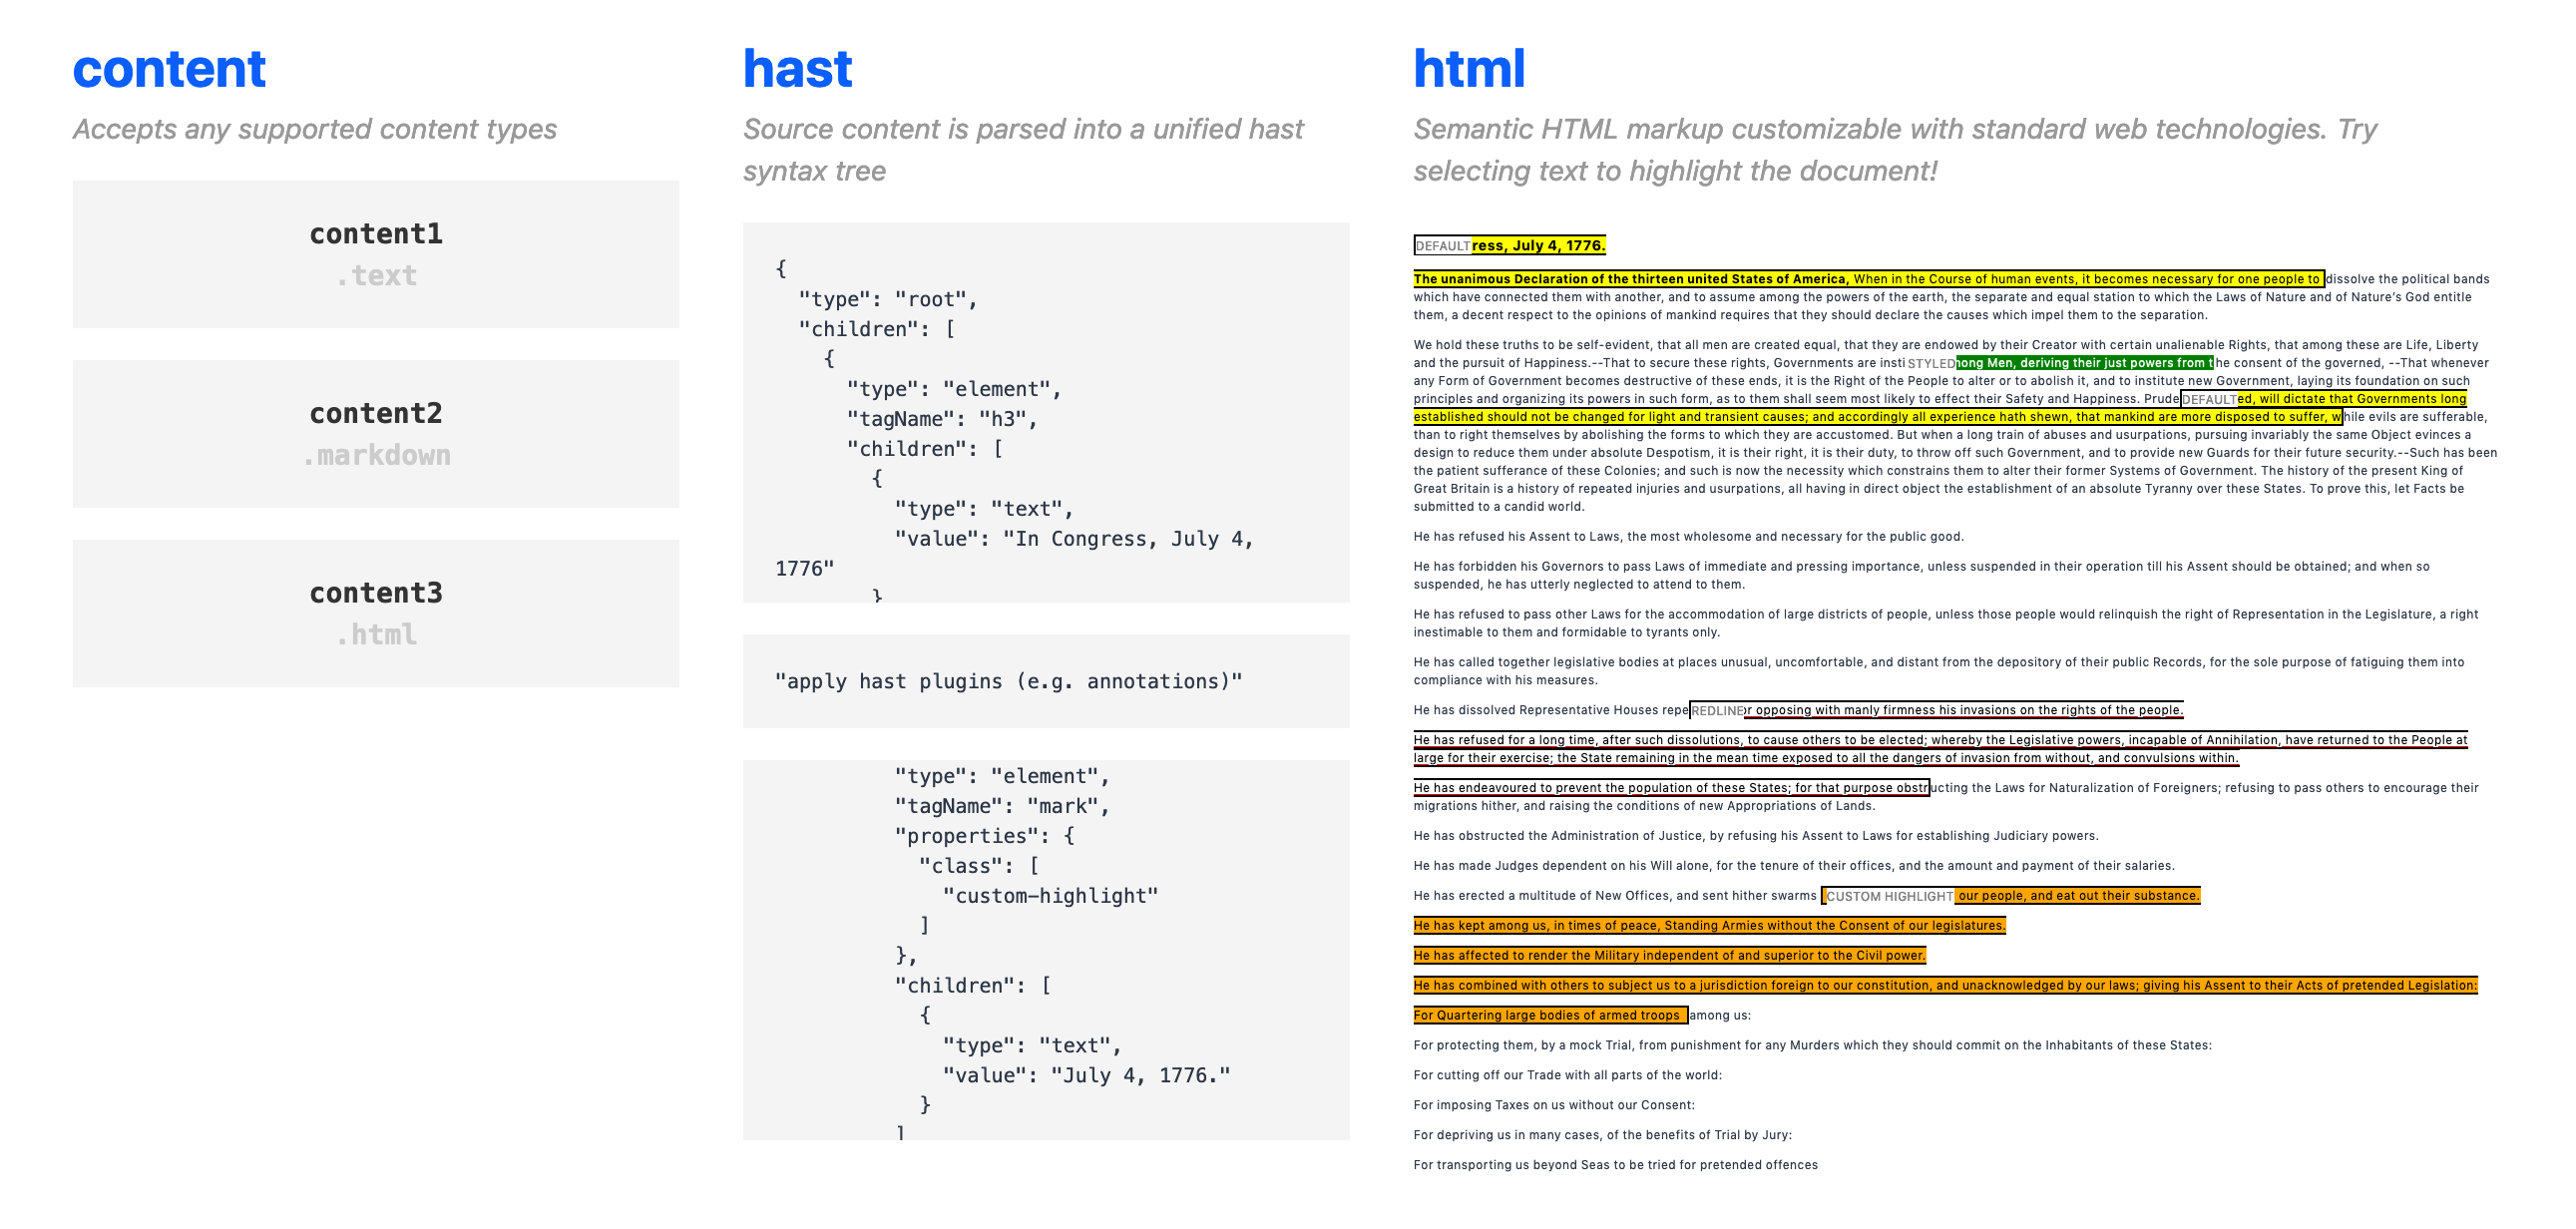 content
Accepts any supported content types
content1
.text
content2
.markdown
content3
.html
hast
Source content is parsed into a unified hast
syntax tree
{
"type": "root",
"children": [
{
"type": "element",
"tagName": "h3",
"children": [
{
"type": "text",
"value": "In Congress, July 4,
1776"
}
"apply hast plugins (e.g. annotations)"
"type": "element",
"tagName": "mark",
"properties": {
"class": [
"custom-highlight"
]
},
"children": [
{
"type": "text",
"value": "July 4, 1776."
}
]
html
Semantic HTML markup customizable with standard web technologies. Try
selecting text to highlight the document!
DEFAULT ress, July 4, 1776.
The unanimous Declaration of the thirteen united States of America, When in the Course of human events, it becomes necessary for one people to dissolve the political bands
which have connected them with another, and to assume among the powers of the earth, the separate and equal station to which the Laws of Nature and of Nature's God entitle
them, a decent respect to the opinions of mankind requires that they should declare the causes which impel them to the separation.
We hold these truths to be self-evident, that all men are created equal, that they are endowed by their Creator with certain unalienable Rights, that among these are Life, Liberty
and the pursuit of Happiness.--That to secure these rights, Governments are insti STYLED ong Men, deriving their just powers from the consent of the governed, --That whenever
any Form of Government becomes destructive of these ends, it is the Right of the People to alter or to abolish it, and to institute new Government, laying its foundation on such
principles and organizing its powers in such form, as to them shall seem most likely to effect their Safety and Happiness. Prude DEFAULT ed, will dictate that Governments long
established should not be changed for light and transient causes; and accordingly all experience hath shewn, that mankind are more disposed to suffer, while evils are sufferable,
than to right themselves by abolishing the forms to which they are accustomed. But when a long train of abuses and usurpations, pursuing invariably the same Object evinces a
design to reduce them under absolute Despotism, it is their right, it is their duty, to throw off such Government, and to provide new Guards for their future security.--Such has been
the patient sufferance of these Colonies; and such is now the necessity which constrains them to alter their former Systems of Government. The history of the present King of
Great Britain is a history of repeated injuries and usurpations, all having in direct object the establishment of an absolute Tyranny over these States. To prove this, let Facts be
submitted to a candid world.
He has refused his Assent to Laws, the most wholesome and necessary for the public good.
He has forbidden his Governors to pass Laws of immediate and pressing importance, unless suspended in their operation till his Assent should be obtained; and when so
suspended, he has utterly neglected to attend to them.
He has refused to pass other Laws for the accommodation of large districts of people, unless those people would relinquish the right of Representation in the Legislature, a right
inestimable to them and formidable to tyrants only.
He has called together legislative bodies at places unusual, uncomfortable, and distant from the depository of their public Records, for the sole purpose of fatiguing them into
compliance with his measures.
He has dissolved Representative Houses repe REDLINE or opposing with manly firmness his invasions on the rights of the people.
He has refused for a long time, after such dissolutions, to cause others to be elected; whereby the Legislative powers, incapable of Annihilation, have returned to the People at
large for their exercise; the State remaining in the mean time exposed to all the dangers of invasion from without, and convulsions within.
He has endeavoured to prevent the population of these States; for that purpose obstructing the Laws for Naturalization of Foreigners; refusing to pass others to encourage their
migrations hither, and raising the conditions of new Appropriations of Lands.
He has obstructed the Administration of Justice, by refusing his Assent to Laws for establishing Judiciary powers.
He has made Judges dependent on his Will alone, for the tenure of their offices, and the amount and payment of their salaries.
He has erected a multitude of New Offices, and sent hither swarms CUSTOM HIGHLIGHT our people, and eat out their substance.
He has kept among us, in times of peace, Standing Armies without the Consent of our legislatures.
He has affected to render the Military independent of and superior to the Civil power.
He has combined with others to subject us to a jurisdiction foreign to our constitution, and unacknowledged by our laws; giving his Assent to their Acts of pretended Legislation:
For Quartering large bodies of armed troops among us:
For protecting them, by a mock Trial, from punishment for any Murders which they should commit on the Inhabitants of these States:
For cutting off our Trade with all parts of the world:
For imposing Taxes on us without our Consent:
For depriving us in many cases, of the benefits of Trial by Jury:
For transporting us beyond Seas to be tried for pretended offences